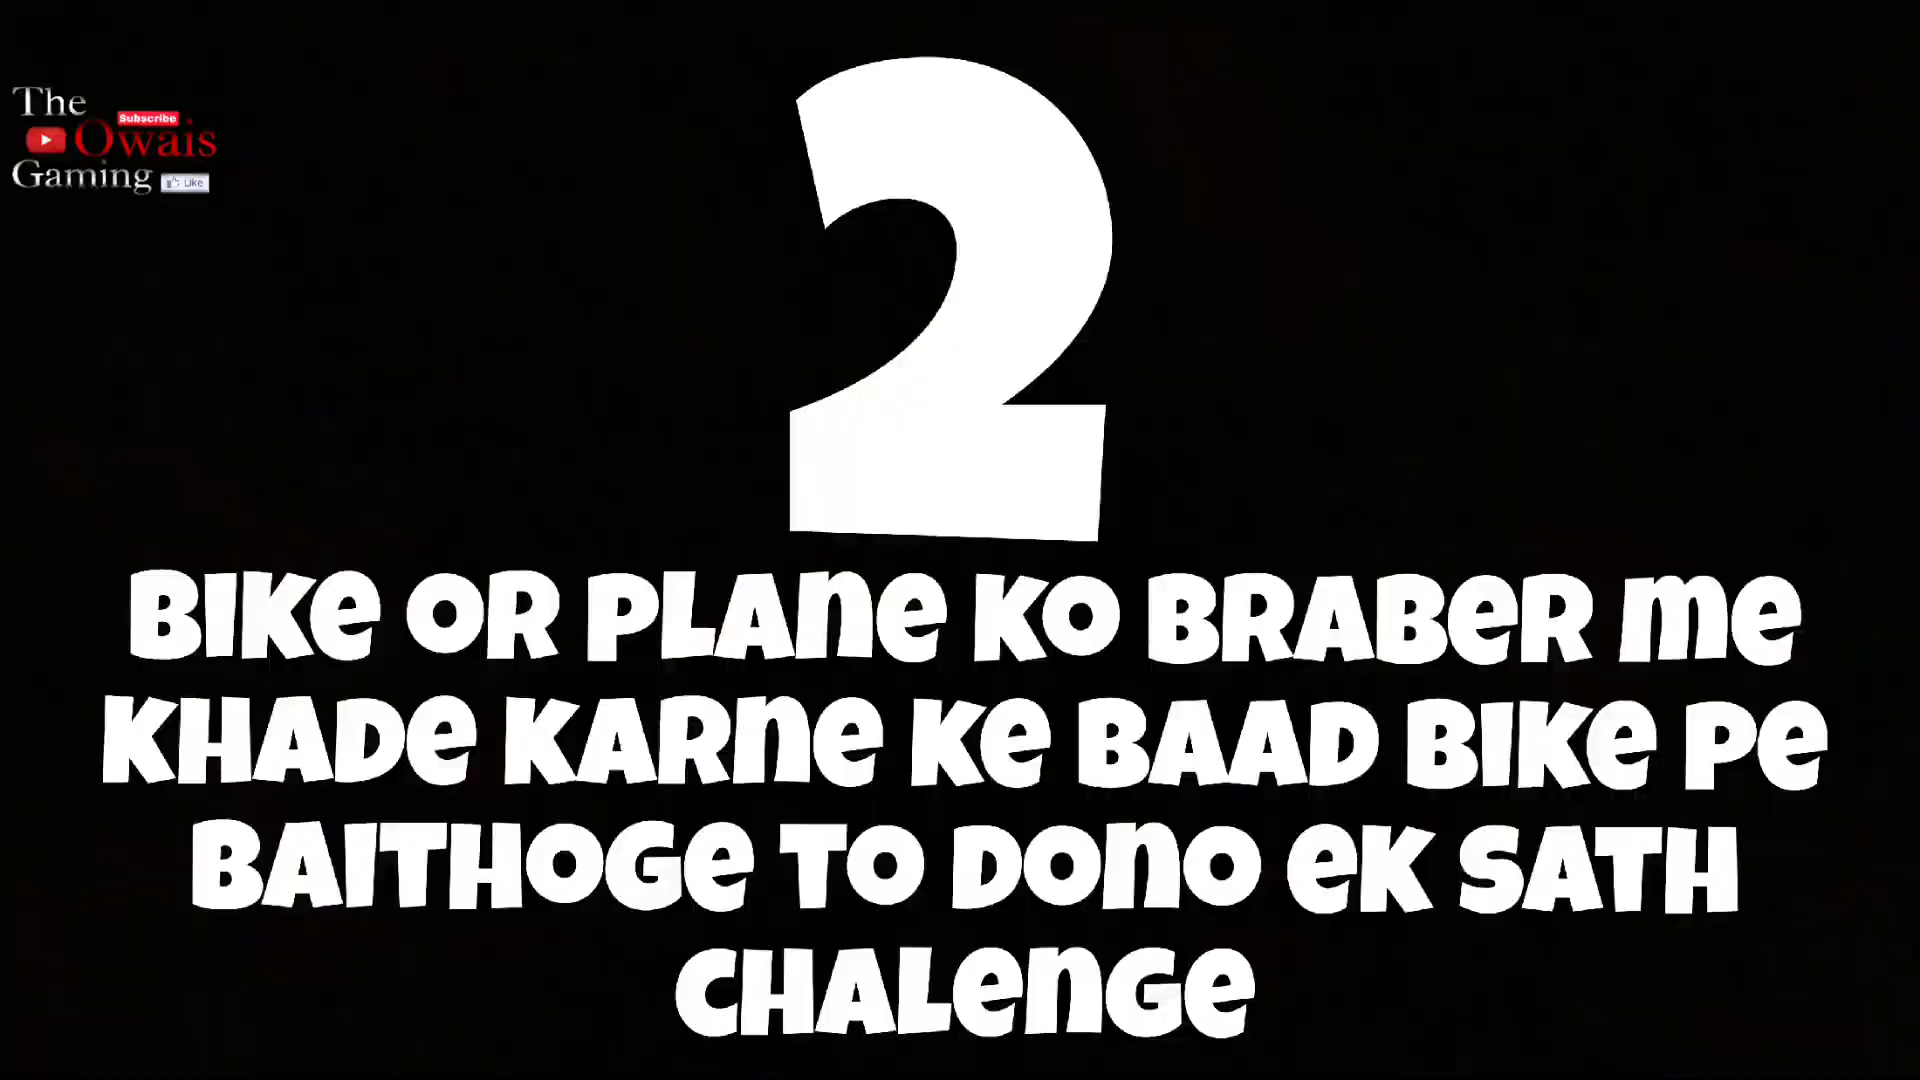 The
Subscribe
Owais
Gaming
Like
2
BIKE OR PLANE KO BRABER ME
KHADE KARNE KE BAAD BIKE PE
BAITHOGE TO DONO EK SATH
CHALENGE